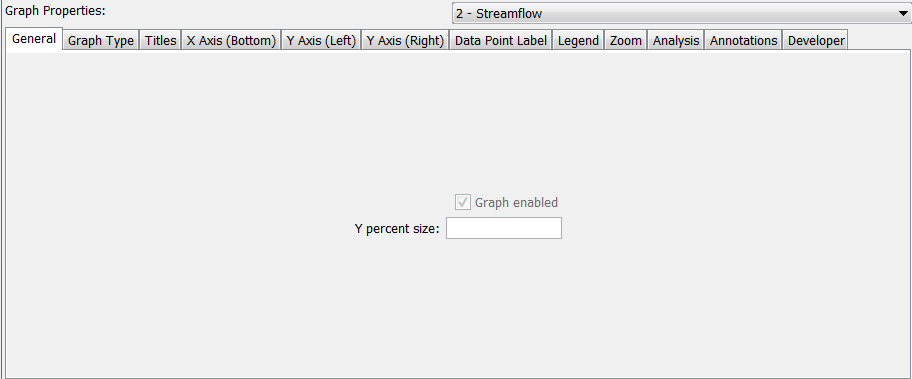 Graph Properties: 2 - Streamflow
General Graph Type Titles X Axis (Bottom) Y Axis (Left) Y Axis (Right) Data Point Label Legend Zoom Analysis Annotations Developer
Graph enabled
Y percent size: